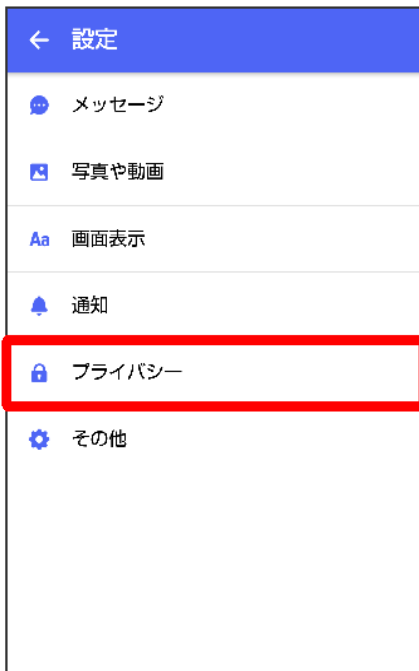 ← 設定
メッセージ
写真や動画
Aa 画面表示
通知
プライバシー
その他